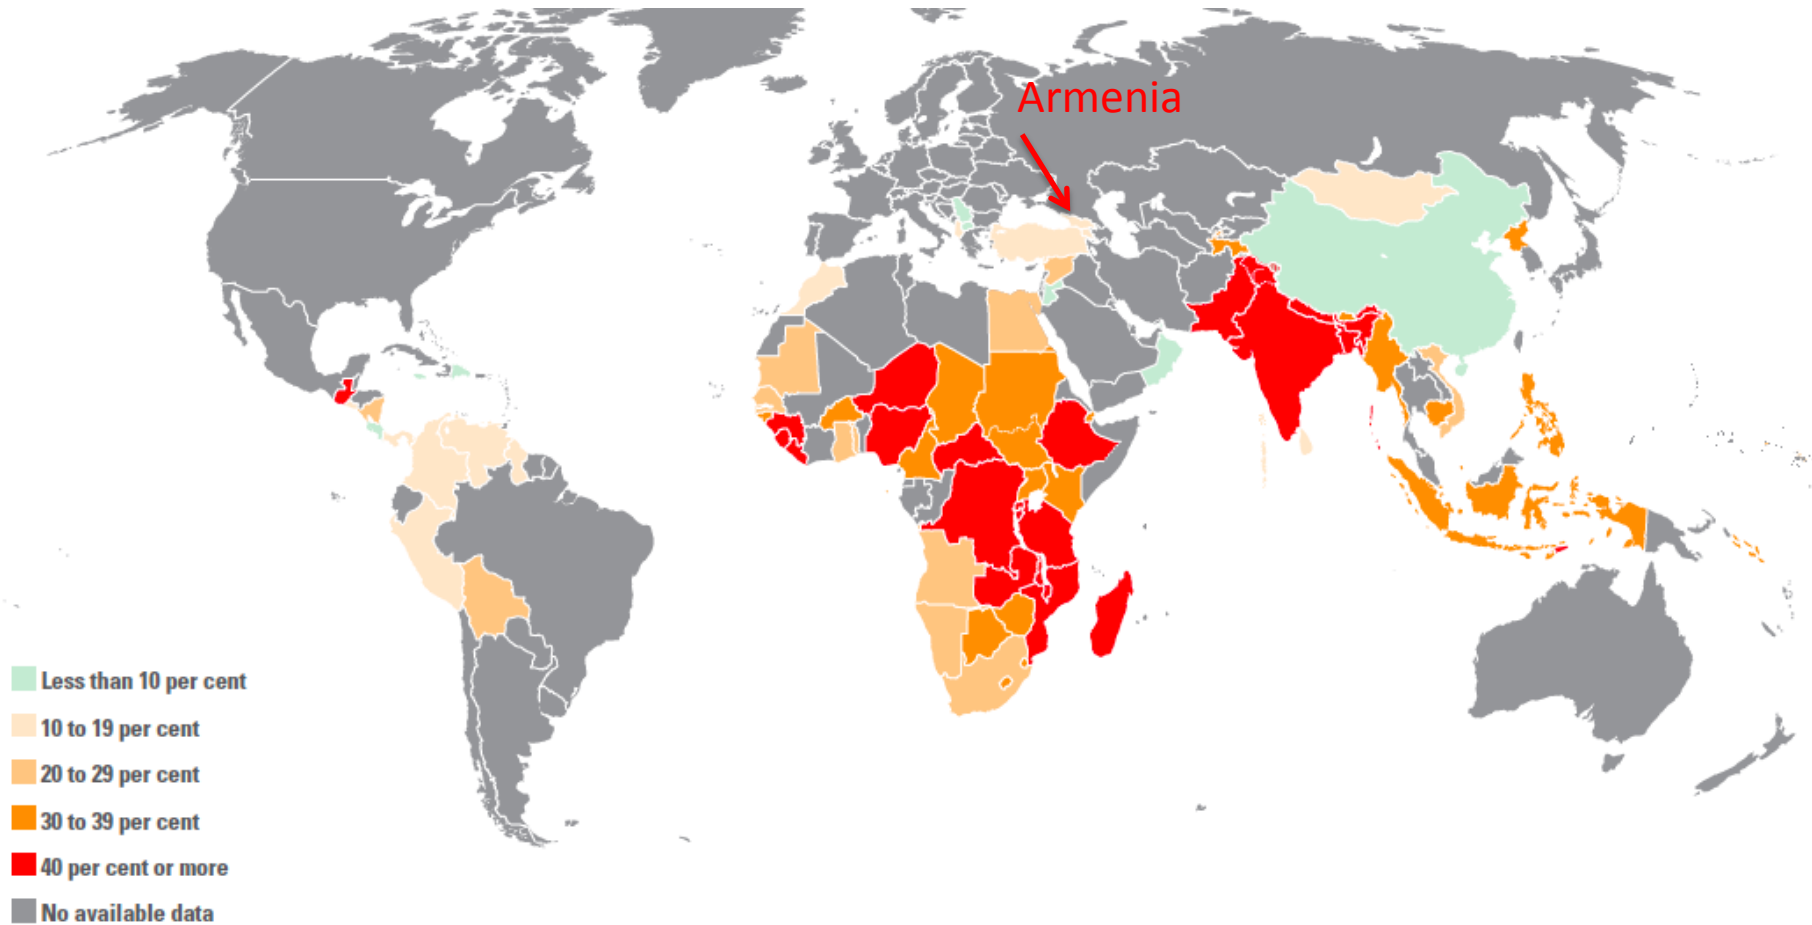 Armenia
Less than 10 per cent
10 to 19 per cent
20 to 29 per cent
30 to 39 per cent
40 per cent or more
No available data